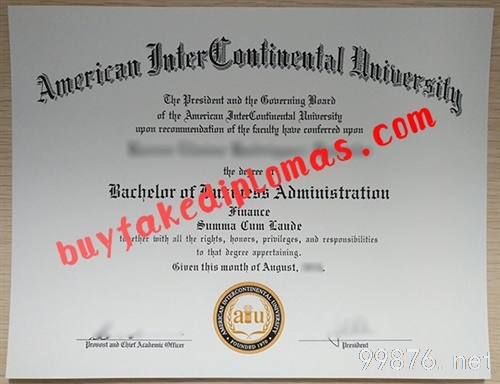 American InterContinental University
The President and the Governing Board
of the American InterContinental University
upon recommendation of the faculty have conferred upon
the degree of
Bachelor of Business Administration
Finance
Summa Cum Laude
together with all the rights, honors, privileges, and responsibilities
to that degree appertaining.
Given this month of August,
buyfakediplomas.com
AMERICAN INTERCONTINENTAL UNIVERSITY
aiu
FOUNDED 1970
Provost and Chief Academic Officer
President
99876.net